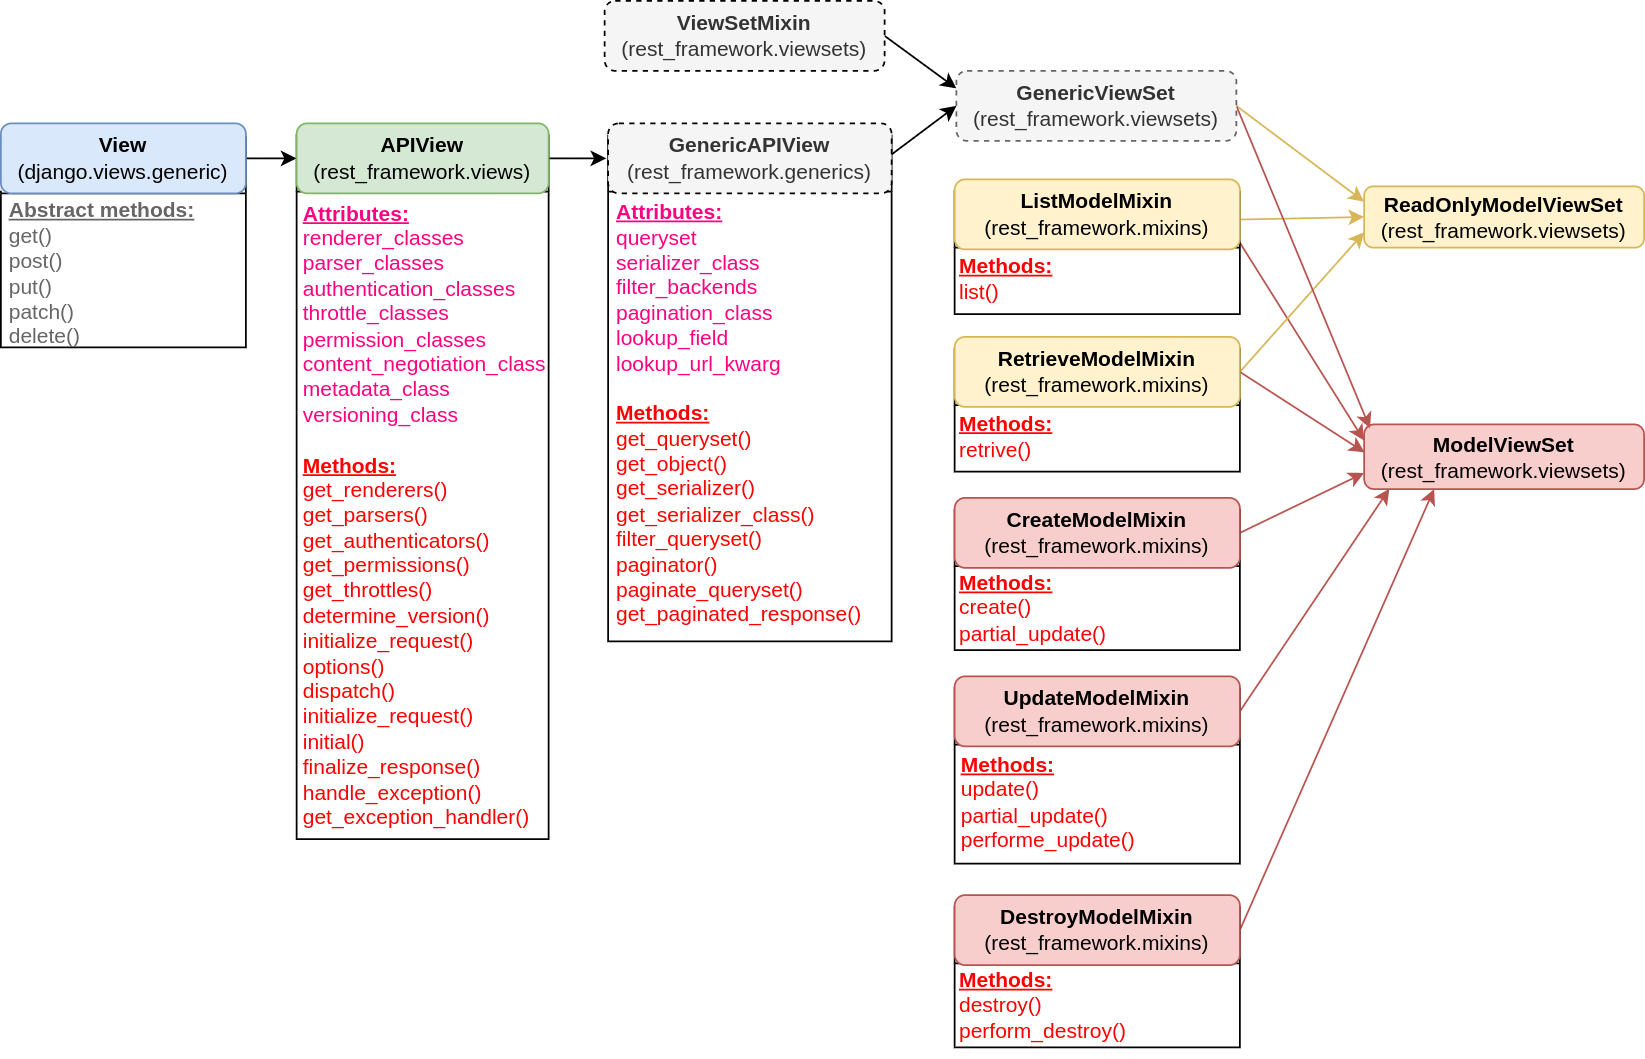 ViewSetMixin
(rest_framework.viewsets)
View
(django.views.generic)
Abstract methods:
get()
post()
put()
patch()
delete()
APIView
(rest_framework.views)
Attributes:
renderer_classes
parser_classes
authentication_classes
throttle_classes
permission_classes
content_negotiation_class
metadata_class
versioning_class
Methods:
get_renderers()
get_parsers()
get_authenticators()
get_permissions()
get_throttles()
determine_version()
initialize_request()
options()
dispatch()
initialize_request()
initial()
finalize_response()
handle_exception()
get_exception_handler()
GenericAPIView
(rest_framework.generics)
Attributes:
queryset
serializer_class
filter_backends
pagination_class
lookup_field
lookup_url_kwarg
Methods:
get_queryset()
get_object()
get_serializer()
get_serializer_class()
filter_queryset()
paginator()
paginate_queryset()
get_paginated_response()
GenericViewSet
(rest_framework.viewsets)
ListModelMixin
(rest_framework.mixins)
Methods:
list()
RetrieveModelMixin
(rest_framework.mixins)
Methods:
retrive()
CreateModelMixin
(rest_framework.mixins)
Methods:
create()
partial_update()
UpdateModelMixin
(rest_framework.mixins)
Methods:
update()
partial_update()
performe_update()
DestroyModelMixin
(rest_framework.mixins)
Methods:
destroy()
perform_destroy()
ReadOnlyModelViewSet
(rest_framework.viewsets)
ModelViewSet
(rest_framework.viewsets)